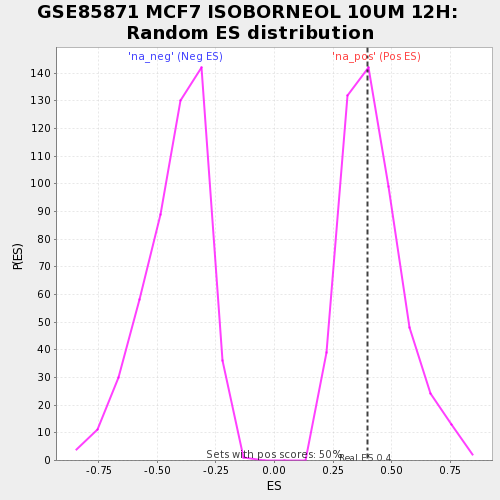 GSE85871 MCF7 ISOBORNEOL 10UM 12H:
Random ES distribution
'na_neg' (Neg ES) 'na_pos' (Pos ES)
140
130
120
110
100
90
80
70
60
50
40
30
20
10
0
P(ES)
Sets with pos scores: 50%
Real ES 0.4
-0.75 -0.50 -0.25 0.00 0.25 0.50 0.75
ES